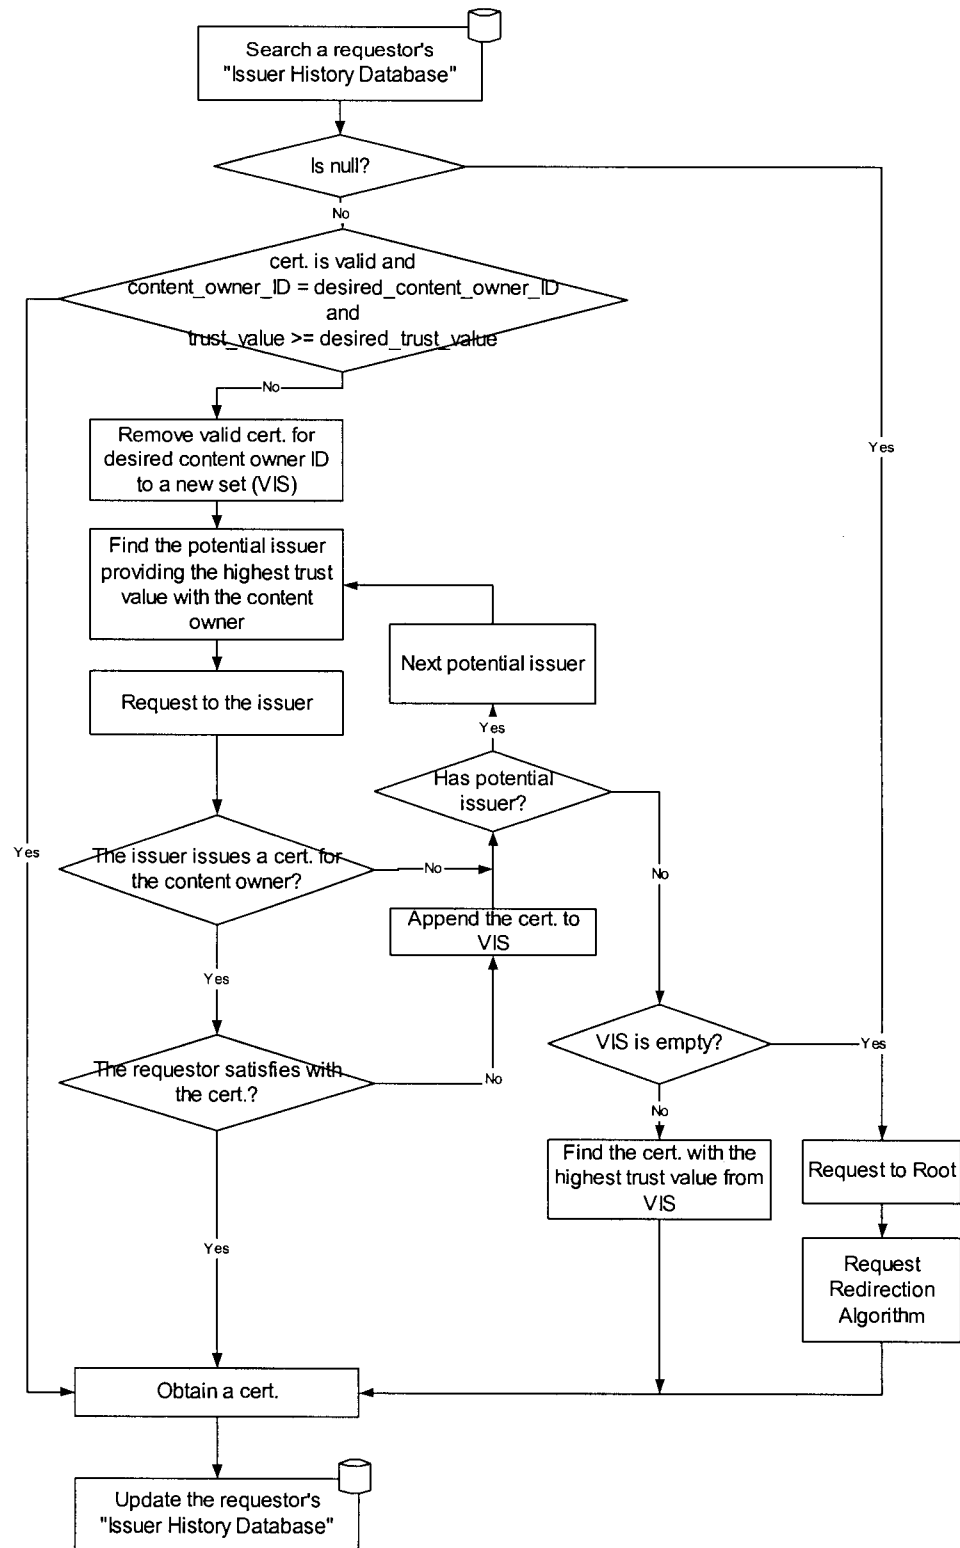 Search a requestor's
"Issuer History Database"
Is null?
No
cert. is valid and
content_owner_ID = desired_content_owner_ID
and
trust_value >= desired_trust_value
No
Remove valid cert. for
desired content owner ID
to a new set (VIS)
Yes
Find the potential issuer
providing the highest trust
value with the content
owner
Next potential issuer
Request to the issuer
Yes
Has potential
issuer?
Yes
The issuer issues a cert. for
the content owner?
No
No
Append the cert. to
VIS
Yes
VIS is empty?
Yes
The requestor satisfies with
the cert.?
No
No
Find the cert. with the
highest trust value from
VIS
Request to Root
Yes
Request
Redirection
Algorithm
Obtain a cert.
Update the requestor's
"Issuer History Database"